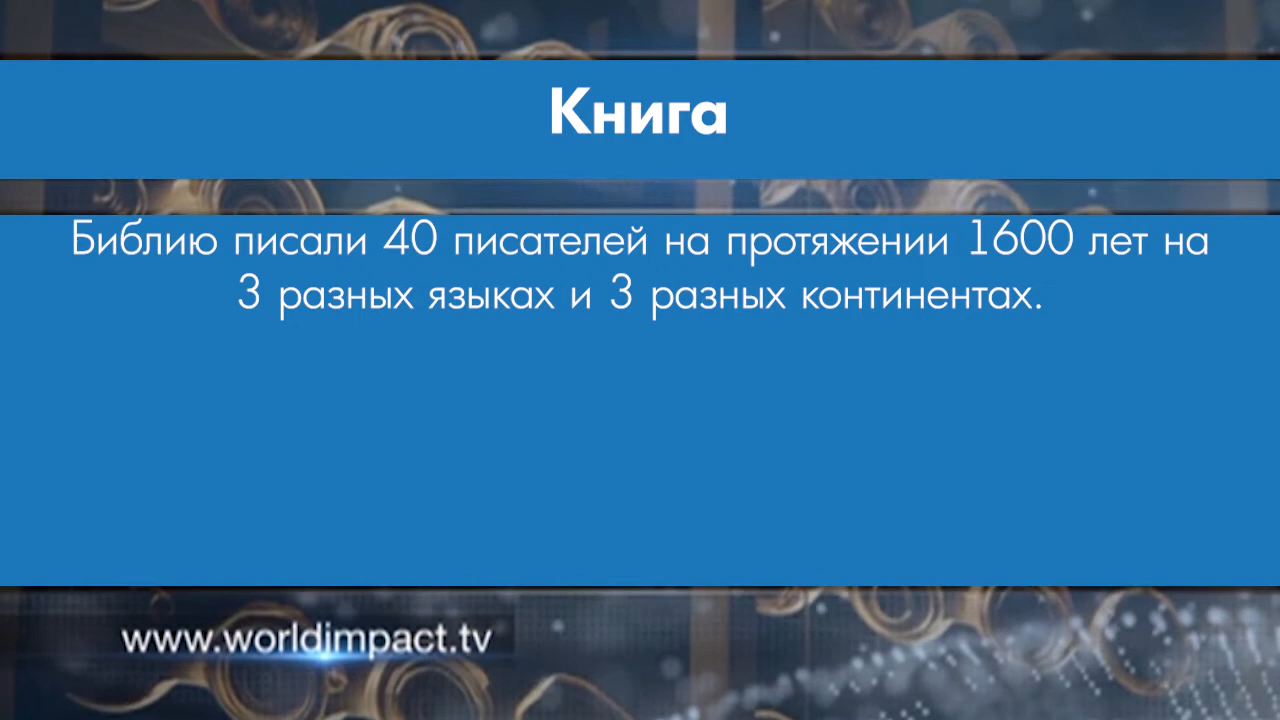 Книга
Библию писали 40 писателей на протяжении 1600 лет на
3 разных языках и 3 разных континентах.
www.worldimpact.tv